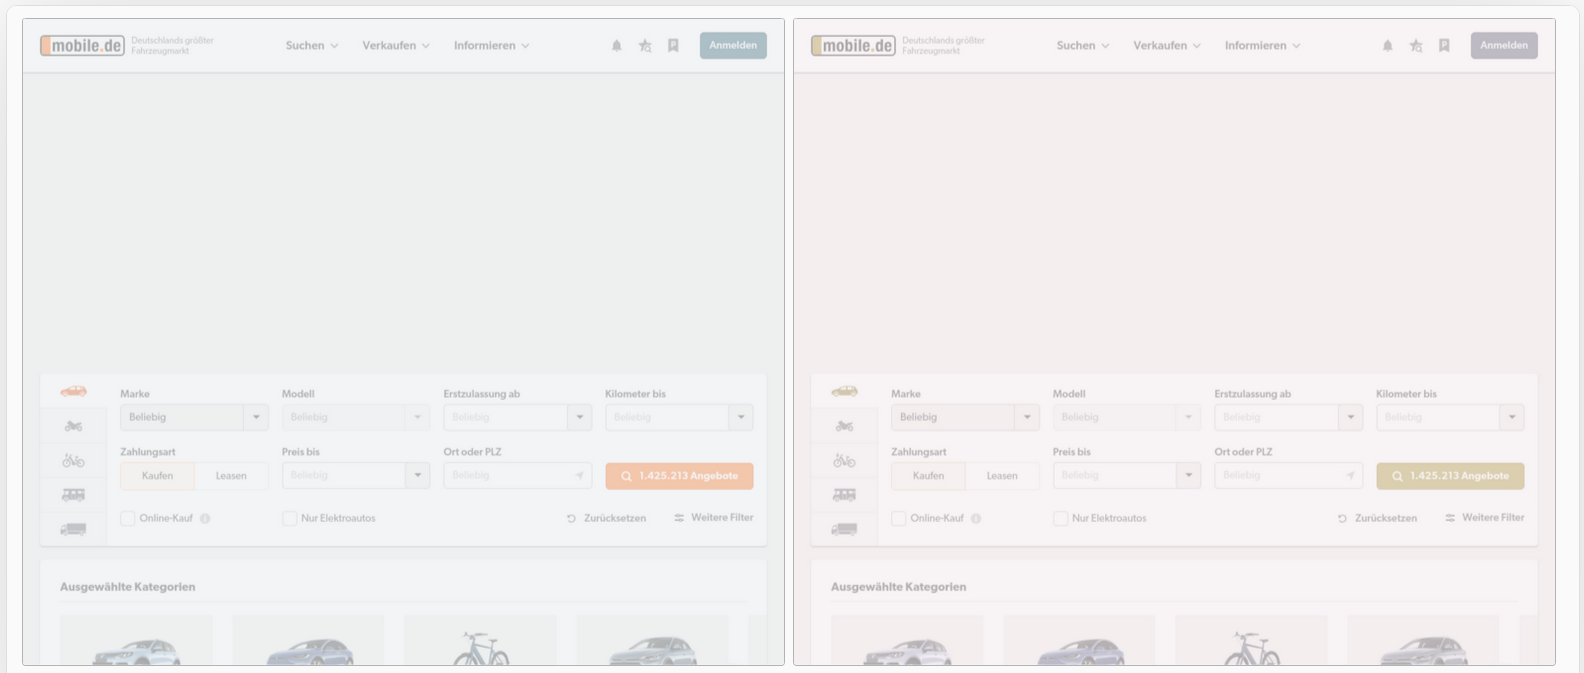 mobile.de
Deutschlands größter
Fahrzeugmarkt
Suchen
Verkaufen
Informieren
P
Anmelden
Marke
Modell
Erstzulassung ab
Kilometer bis
Beliebig
Beliebig
Beliebig
Beliebig
Zahlungsart
Preis bis
Ort oder PLZ
Kaufen
Leasen
Beliebig
Beliebig
1.425.213 Angebote
Online-Kauf
Nur Elektroautos
Zurücksetzen
Weitere Filter
Ausgewählte Kategorien
mobile.de
Deutschlands größter
Fahrzeugmarkt
Suchen
Verkaufen
Informieren
P
Anmelden
Marke
Modell
Erstzulassung ab
Kilometer bis
Beliebig
Beliebig
Beliebig
Beliebig
Zahlungsart
Preis bis
Ort oder PLZ
Kaufen
Leasen
Beliebig
Beliebig
1.425.213 Angebote
Online-Kauf
Nur Elektroautos
Zurücksetzen
Weitere Filter
Ausgewählte Kategorien